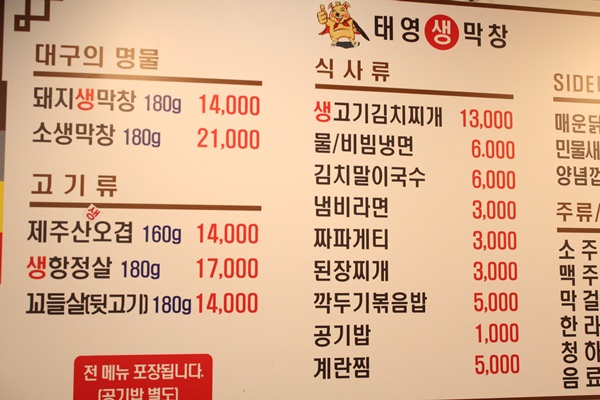 대구의 명물
돼지생막창 180g 14,000
소생막창 180g 21,000
고기류
생
제주산오겹 160g 14,000
생항정살 180g 17,000
꼬들살(뒷고기) 180g 14,000
전 메뉴 포장됩니다.
(공기밥 별도)
태영생막창
식사류
생고기김치찌개 13,000
물/비빔냉면 6.000
김치말이국수 6,000
냄비라면 3,000
짜파게티 3,000
된장찌개 3,000
깍두기볶음밥 5,000
공기밥 1,000
계란찜 5,000
SIDE
매운닭
민물새
양념껍
주류/
소주
맥주
막걸
한라
청하
음료